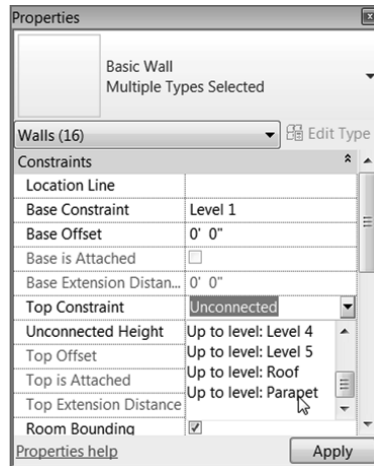 Properties
Basic Wall
Multiple Types Selected
Walls (16)
Edit Type
Constraints
Location Line
Base Constraint Level 1
Base Offset 0' 0"
Base is Attached
Base Extension Distan... 0' 0"
Top Constraint Unconnected
Unconnected Height Up to level: Level 4
Top Offset Up to level: Level 5
Top is Attached Up to level: Roof
Top Extension Distance Up to level: Parapet
Room Bounding
Properties help Apply